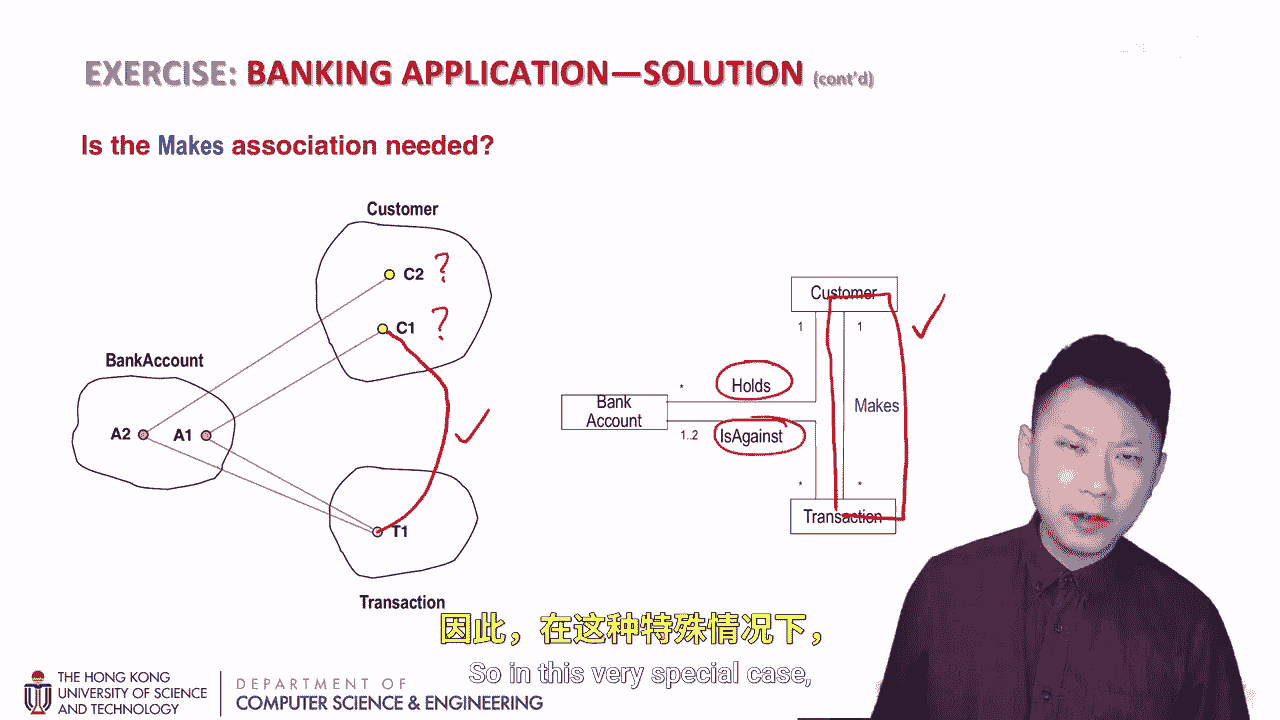 EXERCISE: BANKING APPLICATION—SOLUTION (cont'd)
Is the Makes association needed?
Customer
C2 ?
C1 ?
BankAccount
A2
A1
T1
Transaction
Customer
1
1
*
Holds
Bank
Account
Makes
1..2
IsAgainst
*
*
Transaction
因此，在这种特殊情况下，
So in this very special case,
THE HONG KONG
UNIVERSITY OF SCIENCE
AND TECHNOLOGY
DEPARTMENT OF
COMPUTER SCIENCE & ENGINEERING